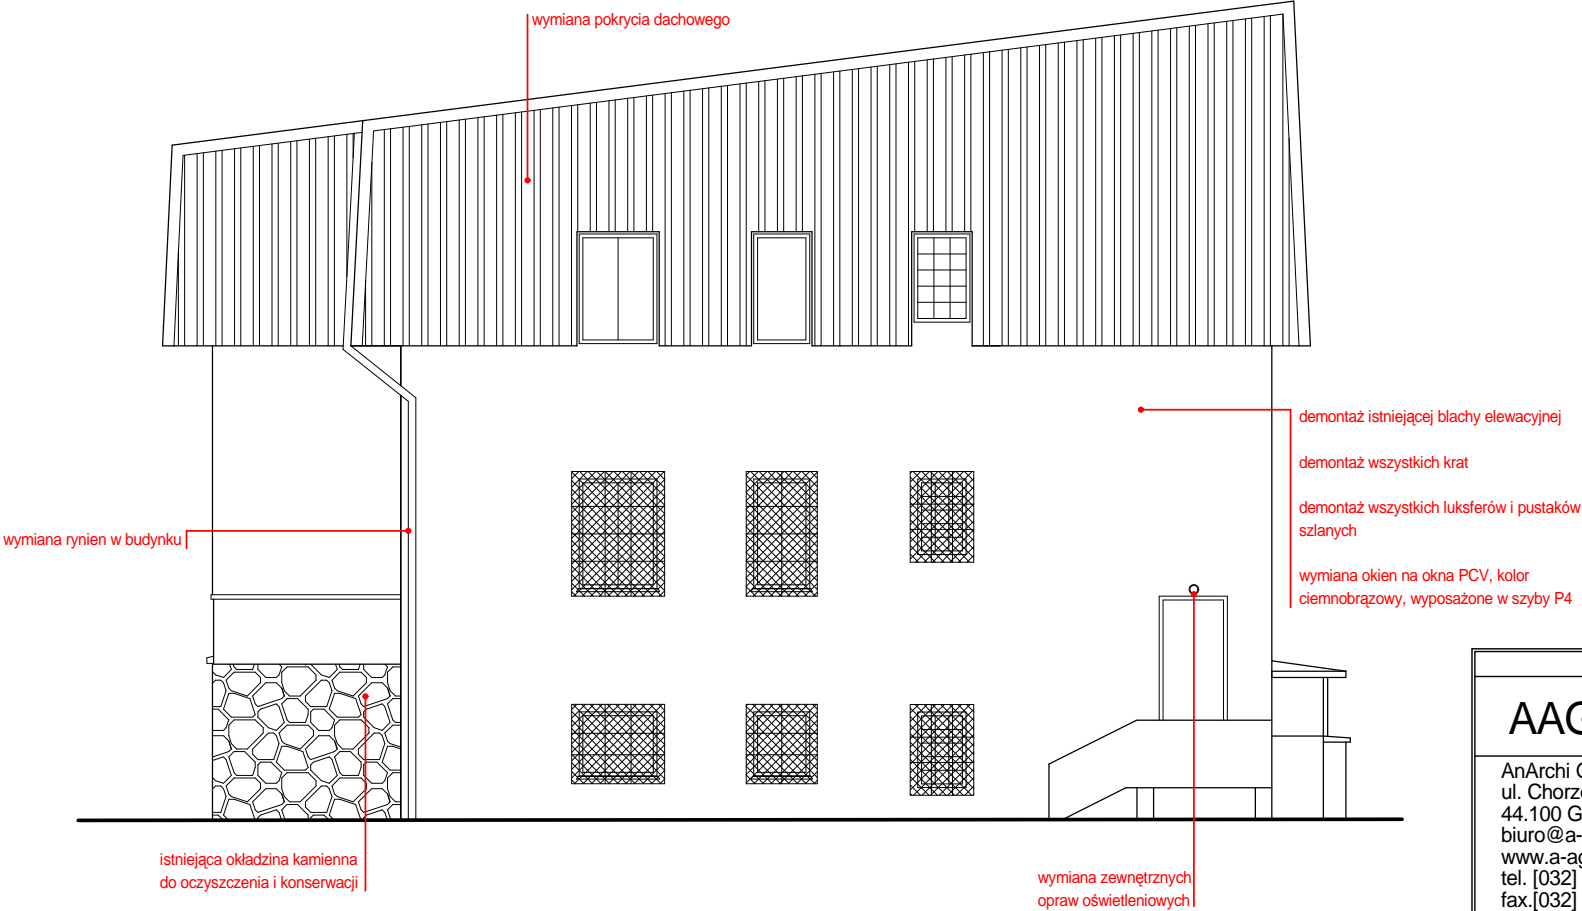 wymiana pokrycia dachowego
demontaż istniejącej blachy elewacyjnej
demontaż wszystkich krat
demontaż wszystkich luksferów i pustaków
szlanych
wymiana okien na okna PCV, kolor
ciemnobrązowy, wyposażone w szyby P4
wymiana rynien w budynku
istniejąca okładzina kamienna
do oczyszczenia i konserwacji
wymiana zewnętrznych
opraw oświetleniowych
AnArchi
ul.
44.100
tel. [032]
fax.[032]